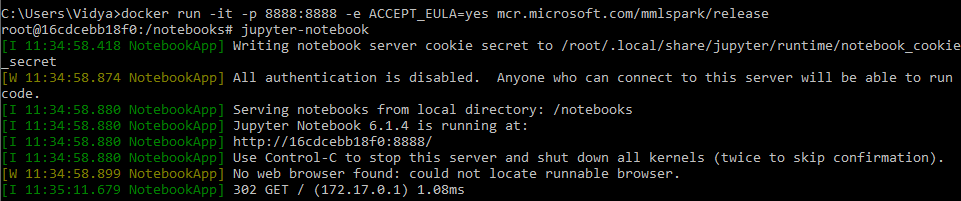 C:\Users\Vidya>docker run -it -p 8888:8888 -e ACCEPT_EULA=yes mcr.microsoft.com/mmlspark/release
root@16cdcebb18f0:/notebooks# jupyter-notebook
[I 11:34:58.418 NotebookApp] Writing notebook server cookie secret to /root/.local/share/jupyter/runtime/notebook_cookie
_secret
[W 11:34:58.874 NotebookApp] All authentication is disabled.  Anyone who can connect to this server will be able to run
code.
[I 11:34:58.880 NotebookApp] Serving notebooks from local directory: /notebooks
[I 11:34:58.880 NotebookApp] Jupyter Notebook 6.1.4 is running at:
[I 11:34:58.880 NotebookApp] http://16cdcebb18f0:8888/
[I 11:34:58.880 NotebookApp] Use Control-C to stop this server and shut down all kernels (twice to skip confirmation).
[W 11:34:58.899 NotebookApp] No web browser found: could not locate runnable browser.
[I 11:35:11.679 NotebookApp] 302 GET / (172.17.0.1) 1.08ms